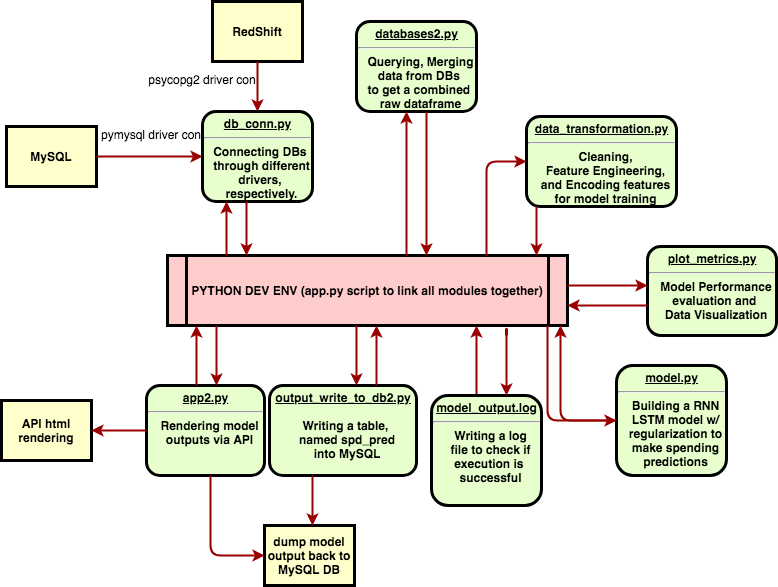 RedShift
psycopg2 driver con
MySQL
pymysql driver con
db_conn.py
Connecting DBs
through different
drivers,
respectively.
databases2.py
Querying, Merging
data from DBs
to get a combined
raw dataframe
data_transformation.py
Cleaning,
Feature Engineering,
and Encoding features
for model training
PYTHON DEV ENV (app.py script to link all modules together)
plot_metrics.py
Model Performance
evaluation and
Data Visualization
app2.py
Rendering model
outputs via API
output_write_to_db2.py
Writing a table,
named spd_pred
into MySQL
model_output.log
Writing a log
file to check if
execution is
successful
model.py
Building a RNN
LSTM model w/
regularization to
make spending
predictions
API html
rendering
dump model
output back to
MySQL DB